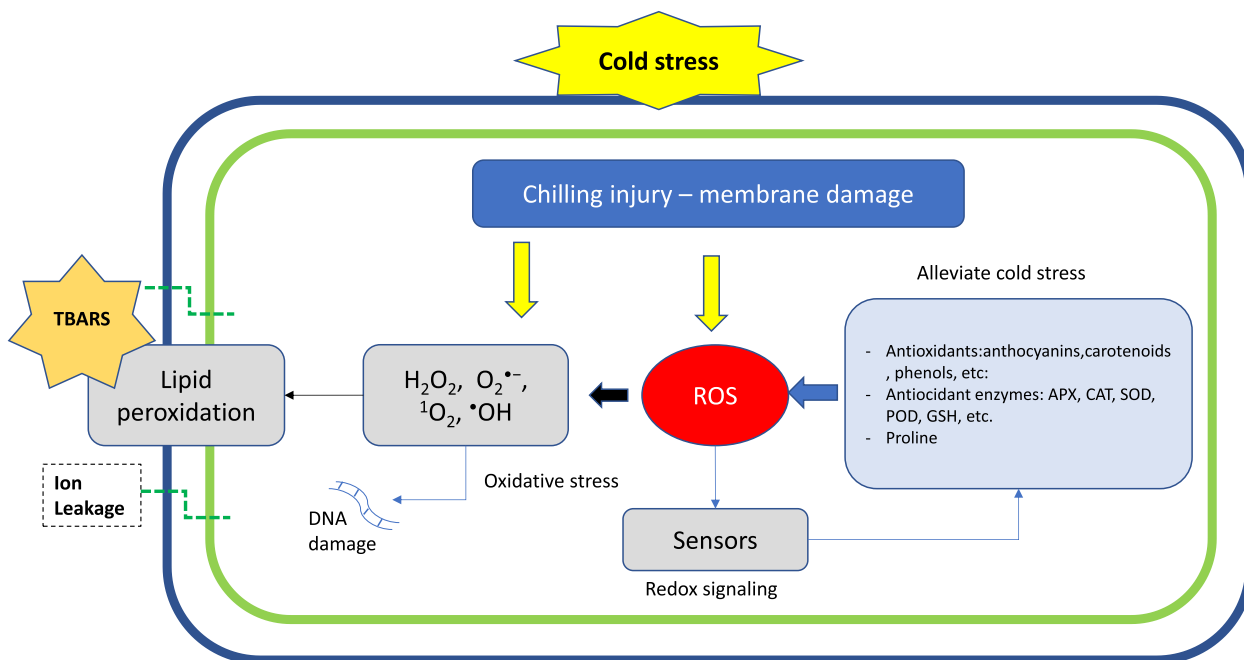 Cold stress
Chilling injury – membrane damage
Alleviate cold stress
TBARS
Lipid
peroxidation
H₂O₂, O₂•−,
¹O₂, •OH
ROS
- Antioxidants:anthocyanins,carotenoids
, phenols, etc:
- Antiocidant enzymes: APX, CAT, SOD,
POD, GSH, etc.
- Proline
Ion
Leakage
Oxidative stress
DNA
damage
Sensors
Redox signaling